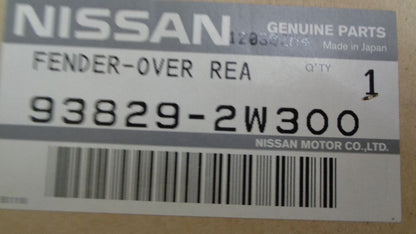 NISSAN GENUINE PARTS
Made in Japan
FENDER-OVER REA Q'TY 1
93829-2W300
NISSAN MOTOR CO.,LTD.